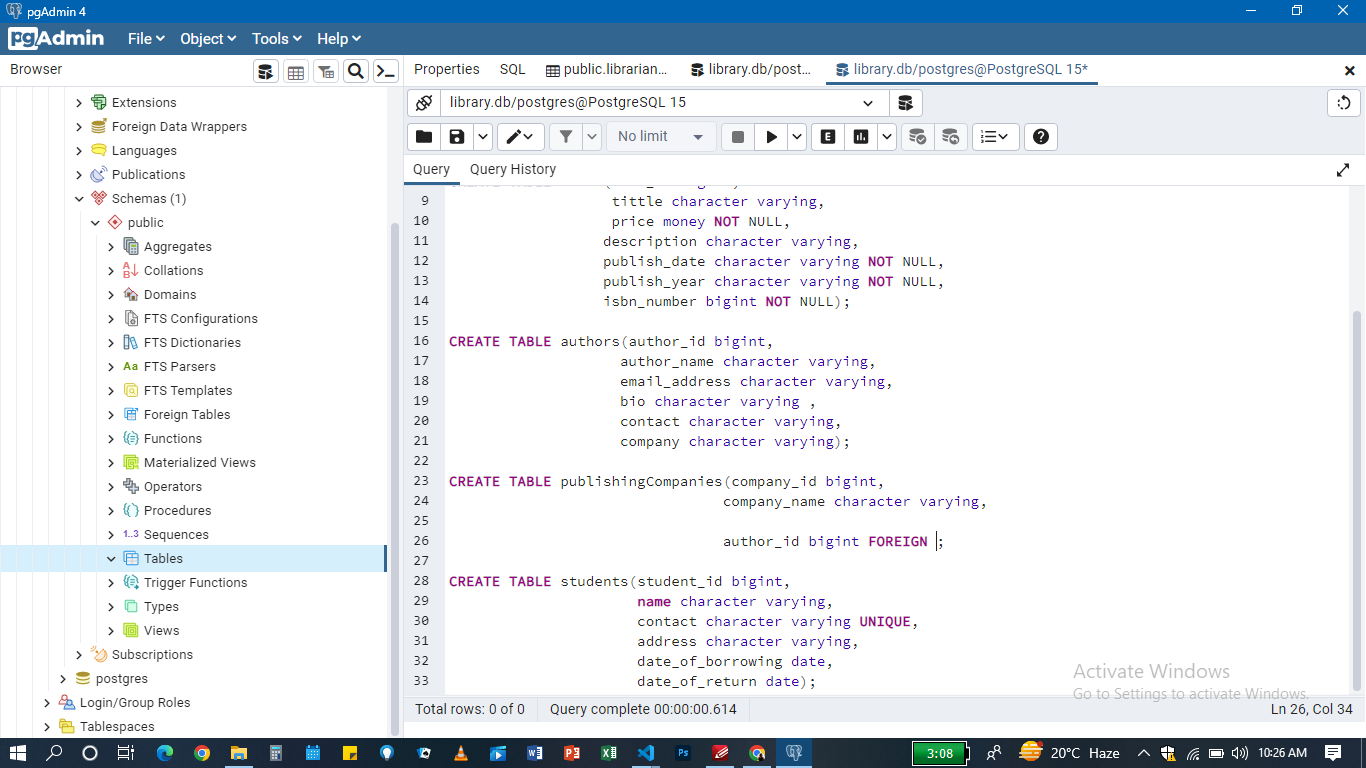 pgAdmin 4
pgAdmin File Object Tools Help
Browser
Properties SQL public.librarian... library.db/post... library.db/postgres@PostgreSQL 15*
library.db/postgres@PostgreSQL 15
No limit
E
Query Query History
Extensions
Foreign Data Wrappers
Languages
Publications
Schemas (1)
public
Aggregates
Collations
Domains
FTS Configurations
FTS Dictionaries
Aa FTS Parsers
FTS Templates
Foreign Tables
Functions
Materialized Views
Operators
Procedures
1..3 Sequences
Tables
Trigger Functions
Types
Views
Subscriptions
postgres
Login/Group Roles
Tablespaces
9 tittle character varying,
10 price money NOT NULL,
11 description character varying,
12 publish_date character varying NOT NULL,
13 publish_year character varying NOT NULL,
14 isbn_number bigint NOT NULL);
15
16 CREATE TABLE authors(author_id bigint,
17 author_name character varying,
18 email_address character varying,
19 bio character varying ,
20 contact character varying,
21 company character varying);
22
23 CREATE TABLE publishingCompanies(company_id bigint,
24 company_name character varying,
25
26 author_id bigint FOREIGN ;
27
28 CREATE TABLE students(student_id bigint,
29 name character varying,
30 contact character varying UNIQUE,
31 address character varying,
32 date_of_borrowing date,
33 date_of_return date);
Activate Windows
Go to Settings to activate Windows.
Total rows: 0 of 0 Query complete 00:00:00.614 Ln 26, Col 34
3:08 20°C Haze 10:26 AM